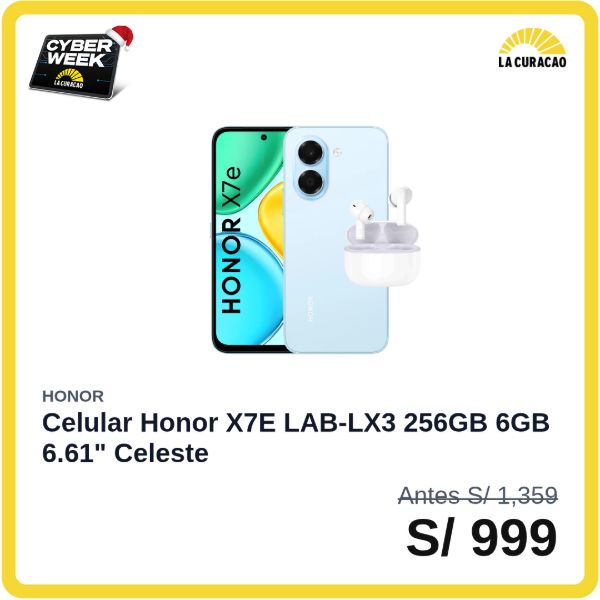 CYBER
WEEK
LA CURACAO
LA CURACAO
HONOR X7e
HONOR
HONOR
Celular Honor X7E LAB-LX3 256GB 6GB
6.61" Celeste
Antes S/ 1,359
S/ 999